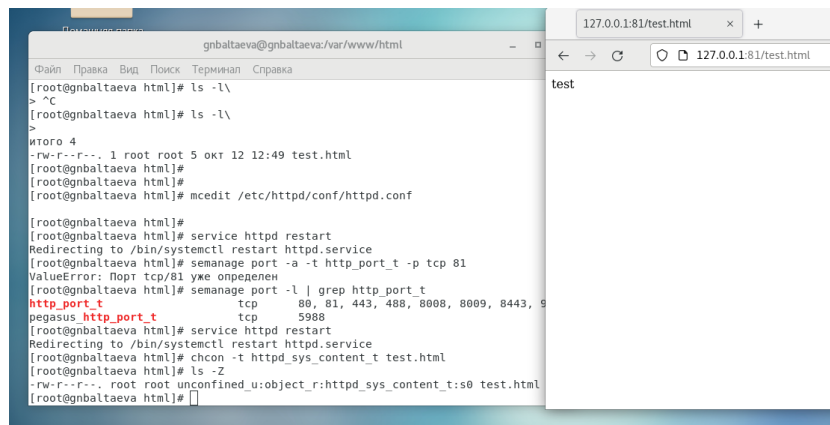 Домашняя папка
gnbaltaeva@gnbaltaeva:/var/www/html
Файл Правка Вид Поиск Терминал Справка
[root@gnbaltaeva html]# ls -l\
> ^C
[root@gnbaltaeva html]# ls -l\
>
итого 4
-rw-r--r--. 1 root root 5 окт 12 12:49 test.html
[root@gnbaltaeva html]#
[root@gnbaltaeva html]#
[root@gnbaltaeva html]# mcedit /etc/httpd/conf/httpd.conf
[root@gnbaltaeva html]#
[root@gnbaltaeva html]# service httpd restart
Redirecting to /bin/systemctl restart httpd.service
[root@gnbaltaeva html]# semanage port -a -t http_port_t -p tcp 81
ValueError: Порт tcp/81 уже определен
[root@gnbaltaeva html]# semanage port -l | grep http_port_t
http_port_t tcp 80, 81, 443, 488, 8008, 8009, 8443, 9
pegasus_http_port_t tcp 5988
[root@gnbaltaeva html]# service httpd restart
Redirecting to /bin/systemctl restart httpd.service
[root@gnbaltaeva html]# chcon -t httpd_sys_content_t test.html
[root@gnbaltaeva html]# ls -Z
-rw-r--r--. root root unconfined_u:object_r:httpd_sys_content_t:s0 test.html
[root@gnbaltaeva html]#
127.0.0.1:81/test.html
127.0.0.1:81/test.html
test